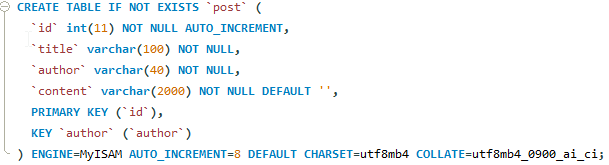 CREATE TABLE IF NOT EXISTS `post` (
`id` int(11) NOT NULL AUTO_INCREMENT,
`title` varchar(100) NOT NULL,
`author` varchar(40) NOT NULL,
`content` varchar(2000) NOT NULL DEFAULT '',
PRIMARY KEY (`id`),
KEY `author` (`author`)
) ENGINE=MyISAM AUTO_INCREMENT=8 DEFAULT CHARSET=utf8mb4 COLLATE=utf8mb4_0900_ai_ci;